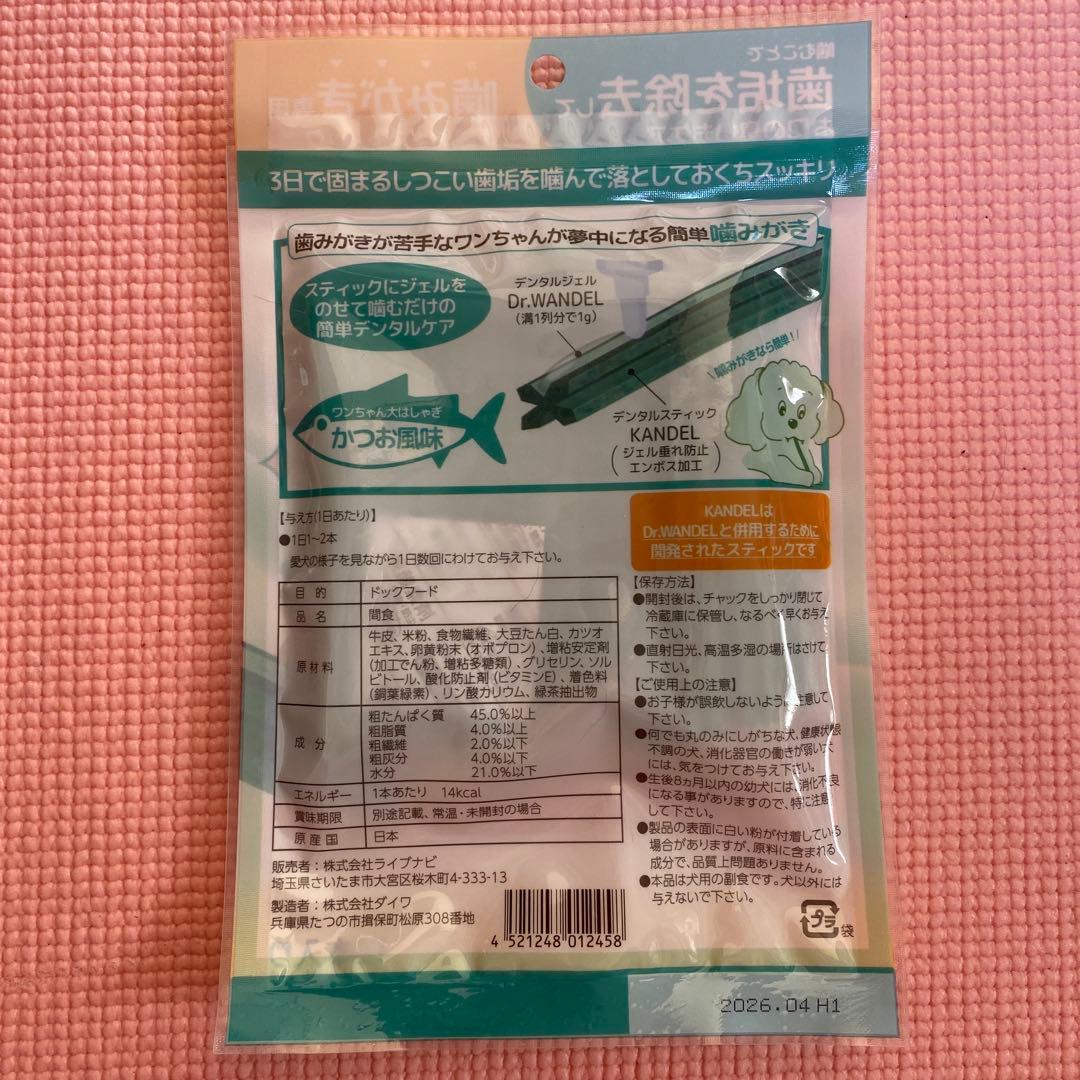 噛むことで
歯垢を除去して
噛みがき専用
3日で固まるしつこい歯垢を噛んで落としておくちスッキリ
歯みがきが苦手なワンちゃんが夢中になる簡単噛みがき
スティックにジェルを
のせて噛むだけの
簡単デンタルケア
デンタルジェル
Dr.WANDEL
(溝1列分で1g)
噛みがきなら簡単!
ワンちゃん大はしゃぎ
かつお風味
デンタルスティック
KANDEL
(ジェル垂れ防止
エンボス加工)
【与え方(1日あたり)】
●1日1~2本
愛犬の様子を見ながら1日数回にわけてお与え下さい。
目的 ドックフード
品名 間食
原材料 牛皮、米粉、食物繊維、大豆たん白、カツオ
エキス、卵黄粉末(オボプロン)、増粘安定剤
(加工でん粉、増粘多糖類)、グリセリン、ソル
ビトール、酸化防止剤(ビタミンE)、着色料
(銅葉緑素)、リン酸カリウム、緑茶抽出物
成分 粗たんぱく質 45.0%以上
粗脂質 4.0%以上
粗繊維 2.0%以下
粗灰分 4.0%以下
水分 21.0%以下
エネルギー 1本あたり 14kcal
賞味期限 別途記載、常温・未開封の場合
原産国 日本
販売者:株式会社ライブナビ
埼玉県さいたま市大宮区桜木町4-333-13
製造者:株式会社ダイワ
兵庫県たつの市揖保町松原308番地
4 521248 012458
KANDELは
Dr.WANDELと併用するために
開発されたスティックです
【保存方法】
●開封後は、チャックをしっかり閉じて
冷蔵庫に保管し、なるべく早くお与え
下さい。
●直射日光、高温多湿の場所はさけて
下さい。
【ご使用上の注意】
●お子様が誤飲しないように注意して
下さい。
●何でも丸のみにしがちな犬、健康状態
不調の犬、消化器官の働きが弱い犬
には、気をつけてお与え下さい。
●生後8ヵ月以内の幼犬には、消化不良
になる事がありますので、特に注意
して下さい。
●製品の表面に白い粉が付着している
場合がありますが、原料に含まれる
成分で、品質上問題ありません。
●本品は犬用の副食です。犬以外には
与えないで下さい。
プラ
袋
2026.04 H1